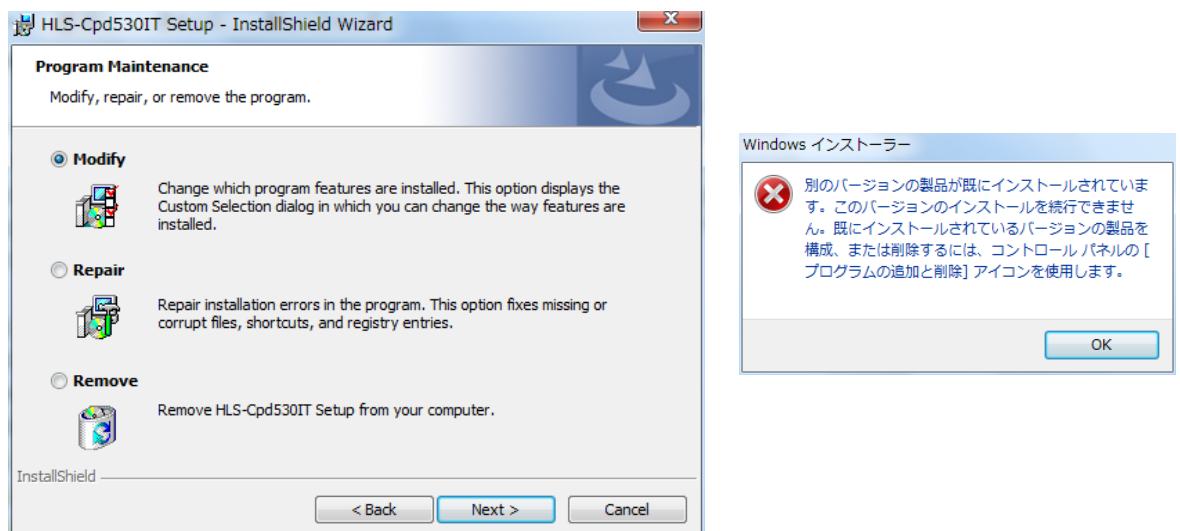 HLS-Cpd530IT Setup - InstallShield Wizard
Program Maintenance
Modify, repair, or remove the program.
Modify
Change which program features are installed. This option displays the
Custom Selection dialog in which you can change the way features are
installed.
Repair
Repair installation errors in the program. This option fixes missing or
corrupt files, shortcuts, and registry entries.
Remove
Remove HLS-Cpd530IT Setup from your computer.
InstallShield
< Back
Next >
Cancel
Windows インストーラー
別のバージョンの製品が既にインストールされていま
す。このバージョンのインストールを続行できませ
ん。既にインストールされているバージョンの製品を
構成、または削除するには、コントロール パネルの [
プログラムの追加と削除] アイコンを使用します。
OK